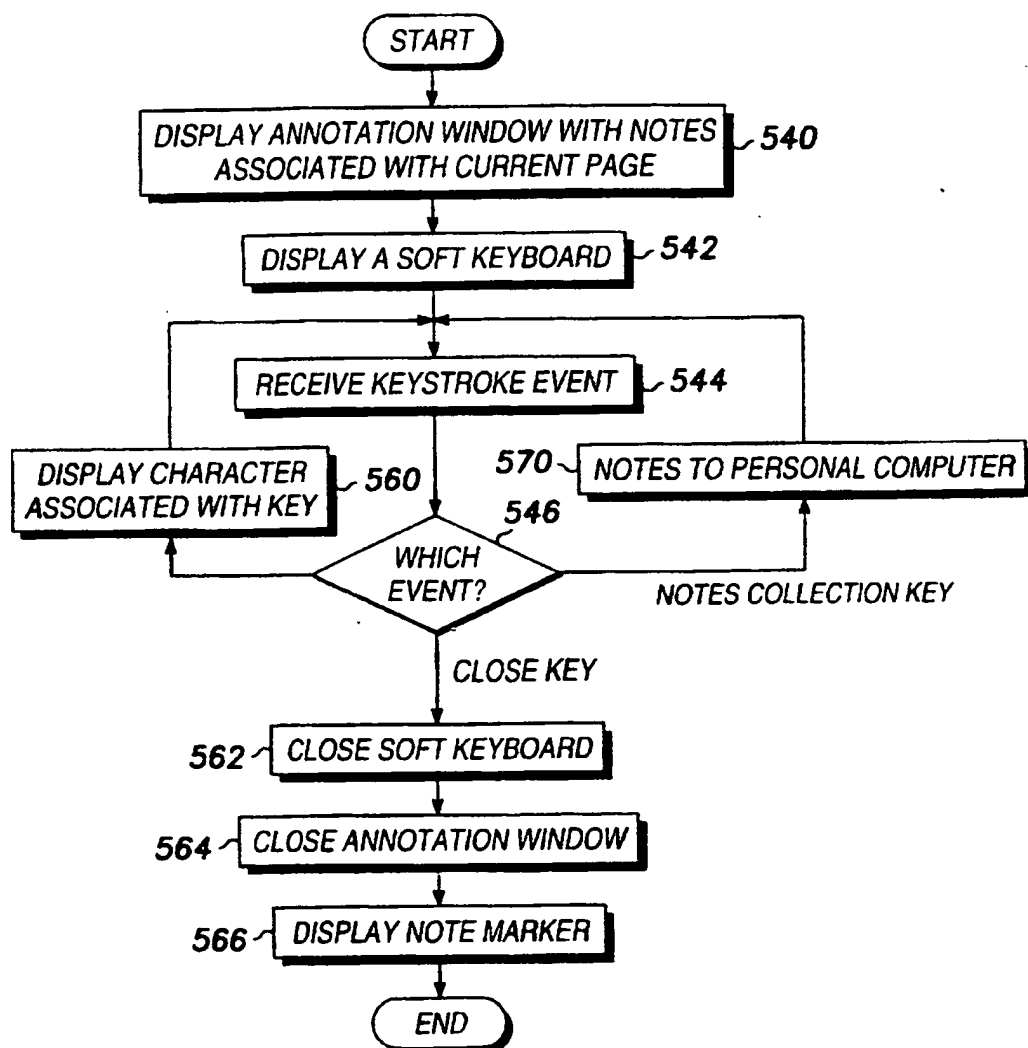 START
DISPLAY ANNOTATION WINDOW WITH NOTES
ASSOCIATED WITH CURRENT PAGE
540
DISPLAY A SOFT KEYBOARD
542
RECEIVE KEYSTROKE EVENT
544
DISPLAY CHARACTER
ASSOCIATED WITH KEY
560
570
NOTES TO PERSONAL COMPUTER
546
WHICH
EVENT?
NOTES COLLECTION KEY
CLOSE KEY
562
CLOSE SOFT KEYBOARD
564
CLOSE ANNOTATION WINDOW
566
DISPLAY NOTE MARKER
END